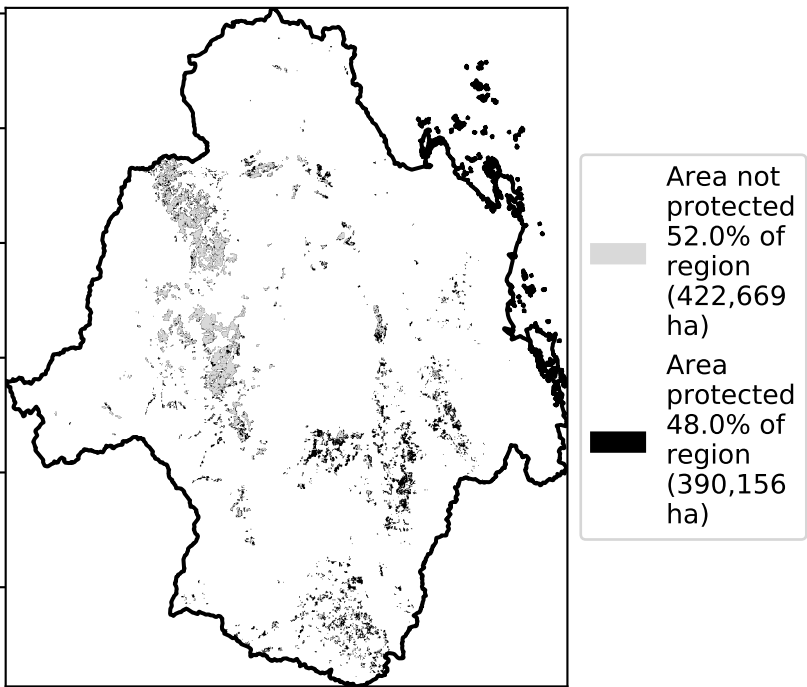 Area not
protected
52.0% of
region
(422,669
ha)
Area
protected
48.0% of
region
(390,156
ha)